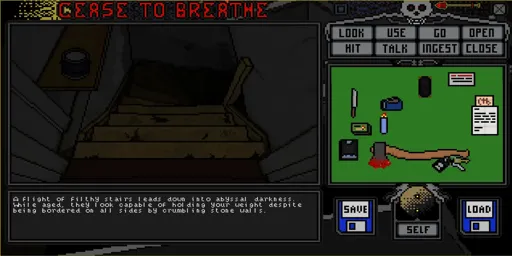 CEASE TO BREATHE
LOOK USE GO OPEN
HIT TALK INGEST CLOSE
A flight of filthy stairs leads down into abyssal darkness.
While aged, they look capable of holding your weight despite
being bordered on all sides by crumbling stone walls.
SAVE
SELF
LOAD